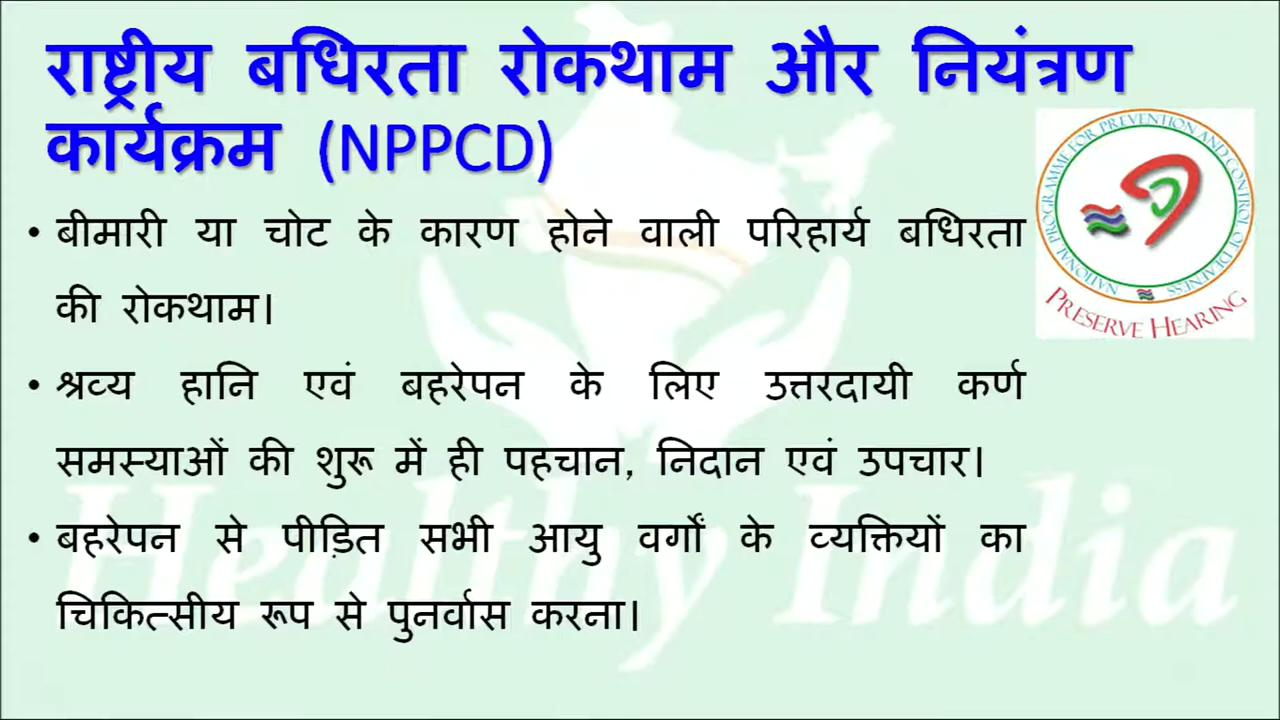 राष्ट्रीय बधिरता रोकथाम और नियंत्रण
कार्यक्रम (NPPCD)
• बीमारी या चोट के कारण होने वाली परिहार्य बधिरता
की रोकथाम।
• श्रव्य हानि एवं बहरेपन के लिए उत्तरदायी कर्ण
समस्याओं की शुरू में ही पहचान, निदान एवं उपचार।
• बहरेपन से पीड़ित सभी आयु वर्गों के व्यक्तियों का
चिकित्सीय रूप से पुनर्वास करना।
NATIONAL PROGRAMME FOR PREVENTION AND CONTROL OF DEAFNESS
PRESERVE HEARING
Healthy India